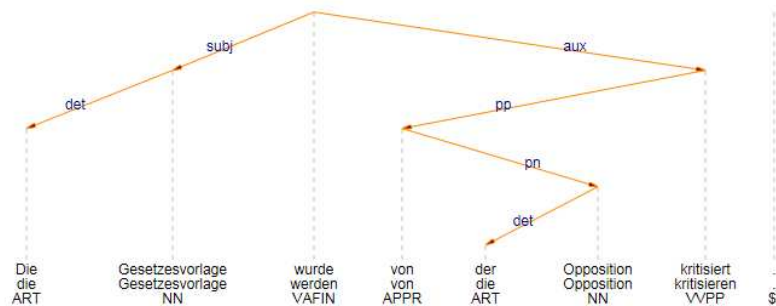 subj aux
det pp
pn
det
Die Gesetzesvorlage wurde von der Opposition kritisiert .
die Gesetzesvorlage werden von die Opposition kritisieren .
ART NN VAFIN APPR ART NN VVPP $.